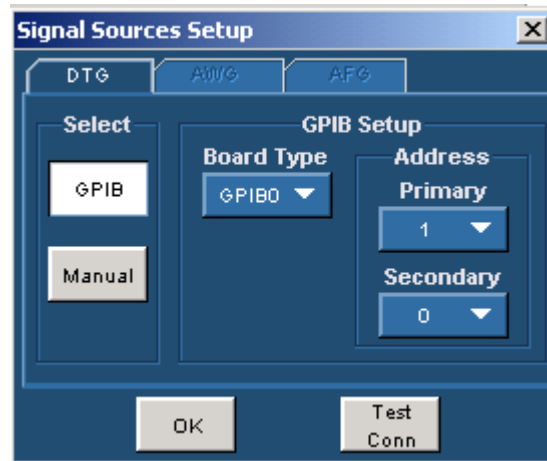 Signal Sources Setup
DTG
AWG
AFG
Select
GPIB
Manual
GPIB Setup
Board Type
GPIB0
Address
Primary
1
Secondary
0
OK
Test
Conn